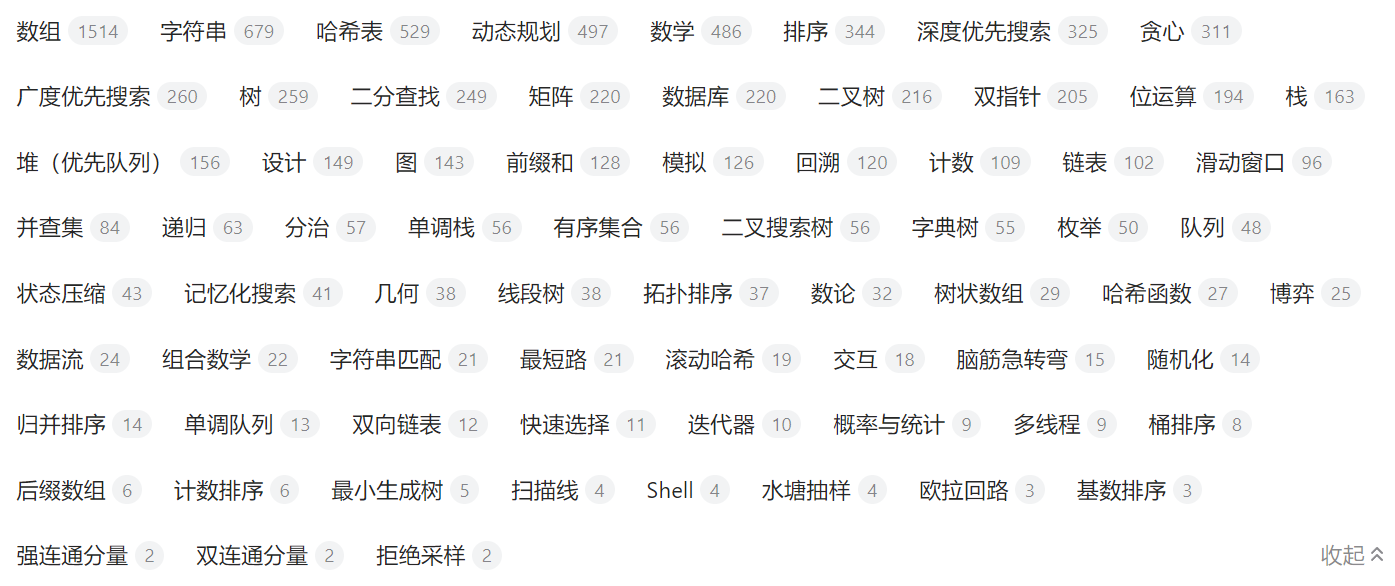 数组 1514 字符串 679 哈希表 529 动态规划 497 数学 486 排序 344 深度优先搜索 325 贪心 311
广度优先搜索 260 树 259 二分查找 249 矩阵 220 数据库 220 二叉树 216 双指针 205 位运算 194 栈 163
堆（优先队列） 156 设计 149 图 143 前缀和 128 模拟 126 回溯 120 计数 109 链表 102 滑动窗口 96
并查集 84 递归 63 分治 57 单调栈 56 有序集合 56 二叉搜索树 56 字典树 55 枚举 50 队列 48
状态压缩 43 记忆化搜索 41 几何 38 线段树 38 拓扑排序 37 数论 32 树状数组 29 哈希函数 27 博弈 25
数据流 24 组合数学 22 字符串匹配 21 最短路 21 滚动哈希 19 交互 18 脑筋急转弯 15 随机化 14
归并排序 14 单调队列 13 双向链表 12 快速选择 11 迭代器 10 概率与统计 9 多线程 9 桶排序 8
后缀数组 6 计数排序 6 最小生成树 5 扫描线 4 Shell 4 水塘抽样 4 欧拉回路 3 基数排序 3
强连通分量 2 双连通分量 2 拒绝采样 2 收起